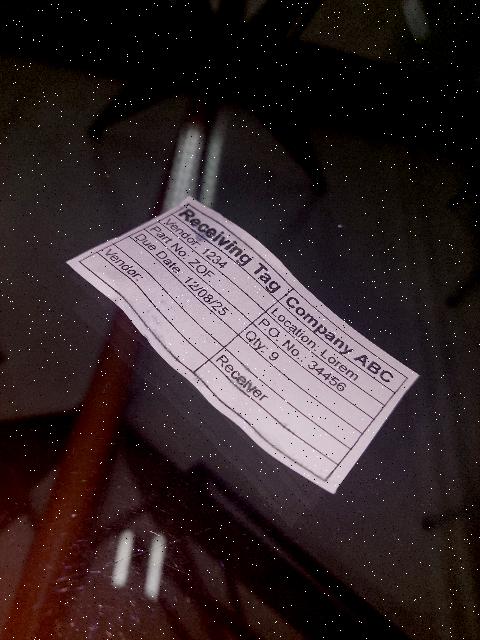 Receiving Tag Company ABC
Vendor 1234 Location: Lorem
Part No. ZOF P.O. No. 34456
Due Date 12/08/25 Qty. 9
Vendor Receiver